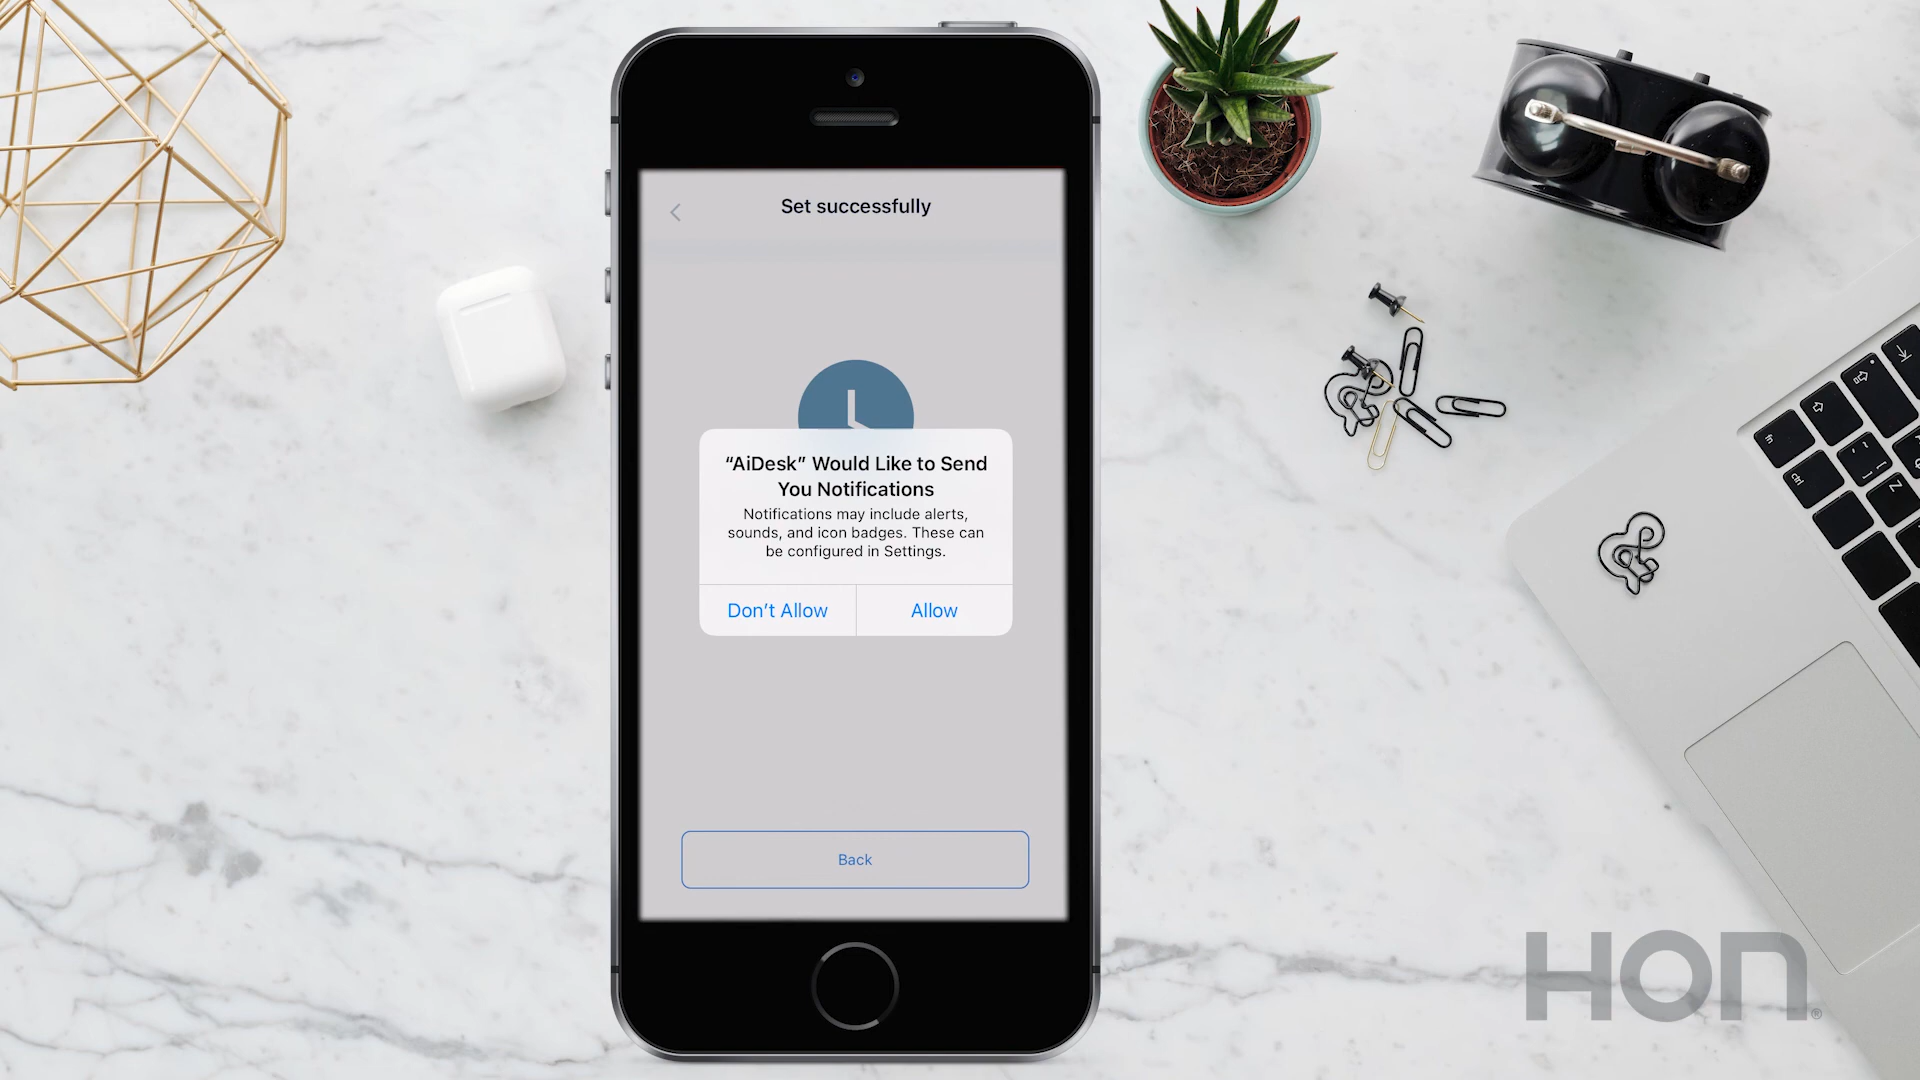 Set successfully
“AiDesk” Would Like to Send
You Notifications
Notifications may include alerts,
sounds, and icon badges. These can
be configured in Settings.
Don’t Allow
Allow
Back
HON®